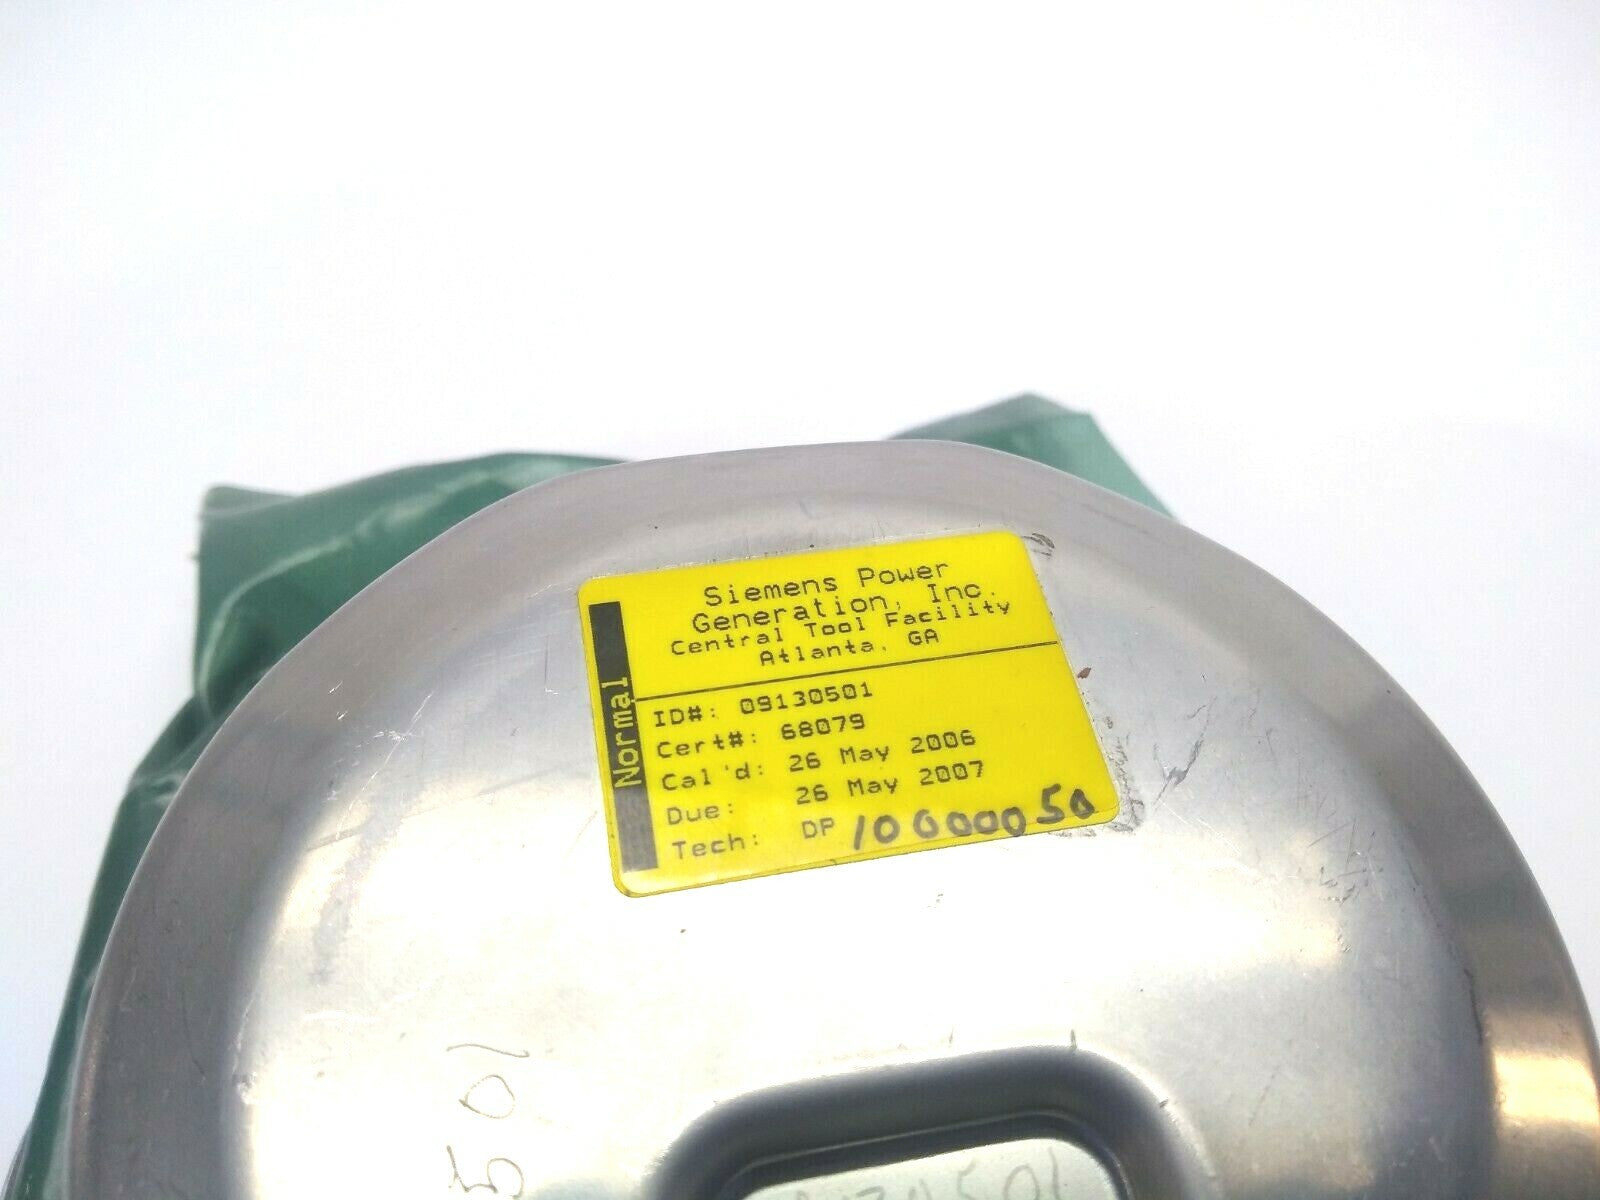 Siemens Power
Generation, Inc.
Central Tool Facility
Atlanta, GA
Normal
ID#: 09130501
Cert#: 68079
Cal'd: 26 May 2006
Due: 26 May 2007
Tech: DP 10000050
501